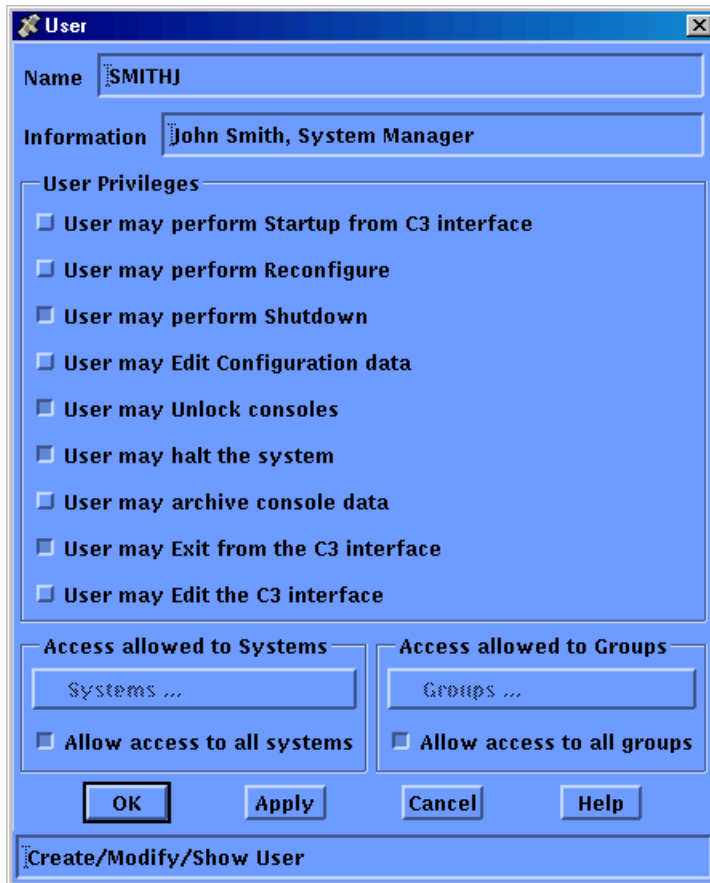 User
Name SMITHJ
Information John Smith, System Manager
User Privileges
User may perform Startup from C3 interface
User may perform Reconfigure
User may perform Shutdown
User may Edit Configuration data
User may Unlock consoles
User may halt the system
User may archive console data
User may Exit from the C3 interface
User may Edit the C3 interface
Access allowed to Systems
Systems ...
Allow access to all systems
Access allowed to Groups
Groups ...
Allow access to all groups
OK Apply Cancel Help
Create/Modify/Show User